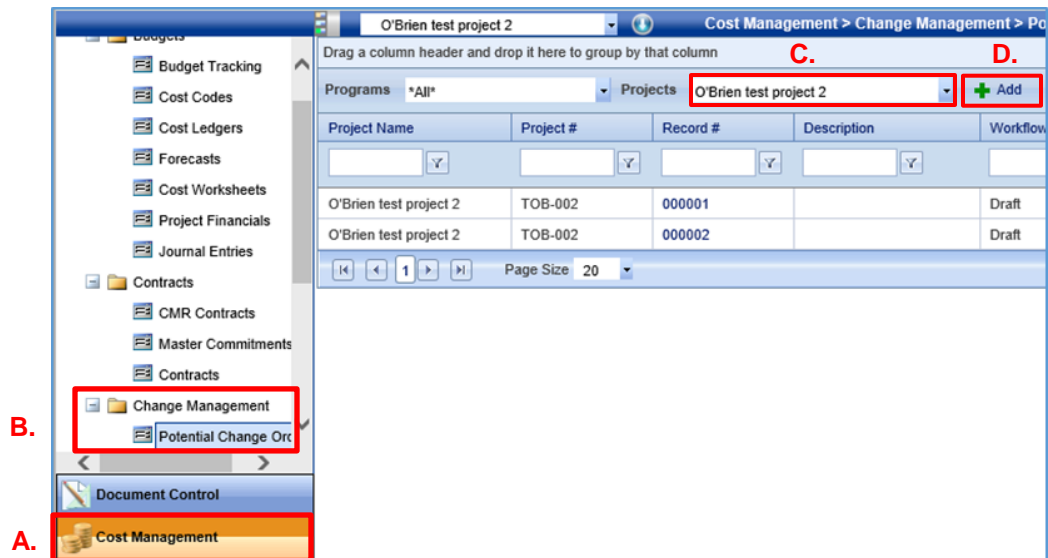 O'Brien test project 2
Cost Management > Change Management > Po
Budgets
Budget Tracking
Cost Codes
Cost Ledgers
Forecasts
Cost Worksheets
Project Financials
Journal Entries
Contracts
CMR Contracts
Master Commitments
Contracts
B.
Change Management
Potential Change Ord
Document Control
A.
Cost Management
Drag a column header and drop it here to group by that column
C.
D.
Programs *All* Projects O'Brien test project 2 Add
Project Name Project # Record # Description Workflow
O'Brien test project 2 TOB-002 000001 Draft
O'Brien test project 2 TOB-002 000002 Draft
1 Page Size 20